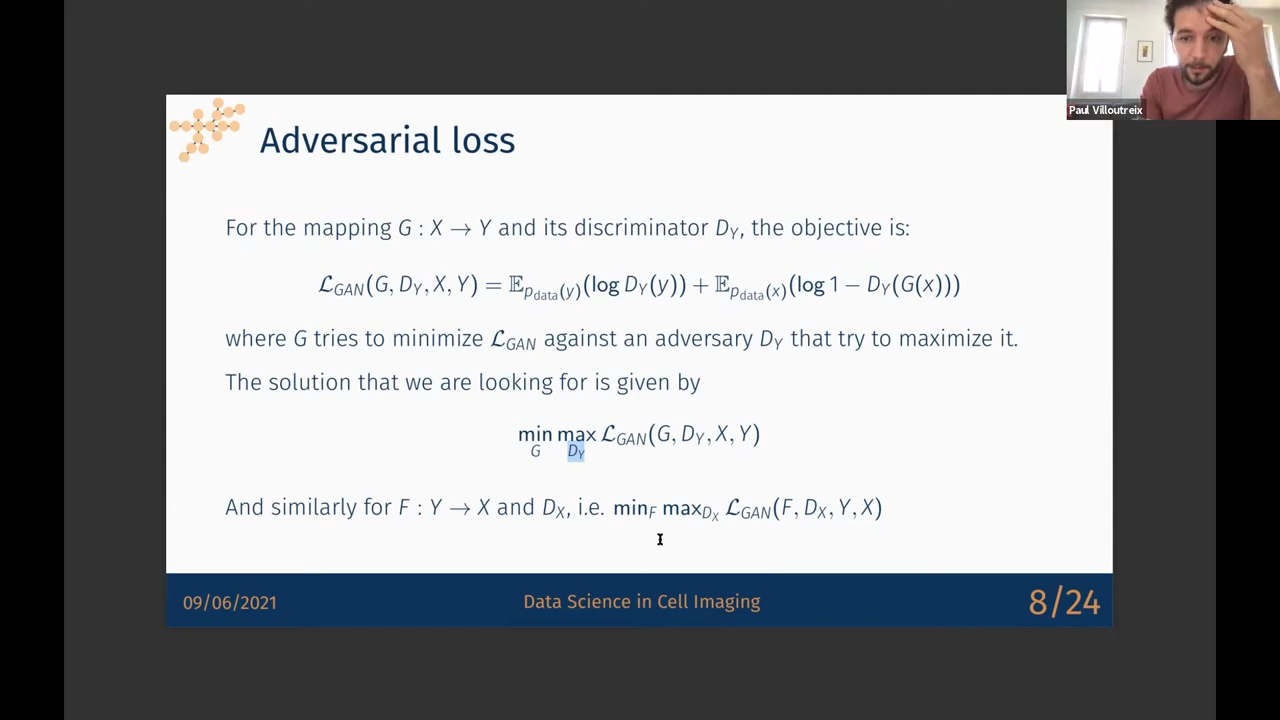 Paul Villoutreix
Adversarial loss
For the mapping G : X → Y and its discriminator D_Y, the objective is:
ℒ_GAN(G, D_Y, X, Y) = 𝔼_{p_data(y)}(log D_Y(y)) + 𝔼_{p_data(x)}(log 1 − D_Y(G(x)))
where G tries to minimize ℒ_GAN against an adversary D_Y that try to maximize it.
The solution that we are looking for is given by
min_G max_{D_Y} ℒ_GAN(G, D_Y, X, Y)
And similarly for F : Y → X and D_X, i.e. min_F max_{D_X} ℒ_GAN(F, D_X, Y, X)
09/06/2021 Data Science in Cell Imaging 8/24